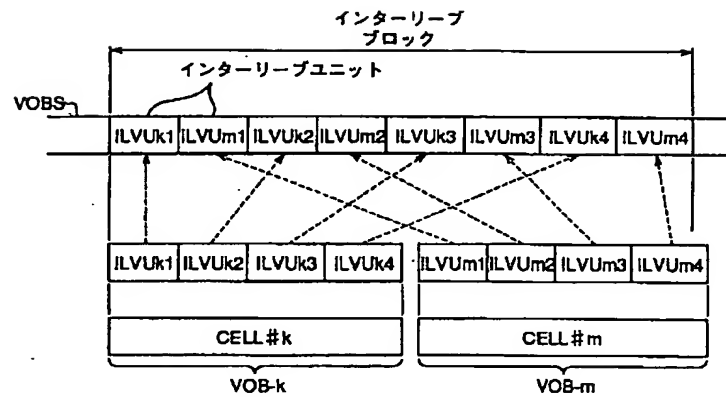 インターリーブ
ブロック
インターリーブユニット
VOBS
ILVUk1 ILVUm1 ILVUk2 ILVUm2 ILVUk3 ILVUm3 ILVUk4 ILVUm4
ILVUk1 ILVUk2 ILVUk3 ILVUk4 ILVUm1 ILVUm2 ILVUm3 ILVUm4
CELL#k CELL#m
VOB-k VOB-m